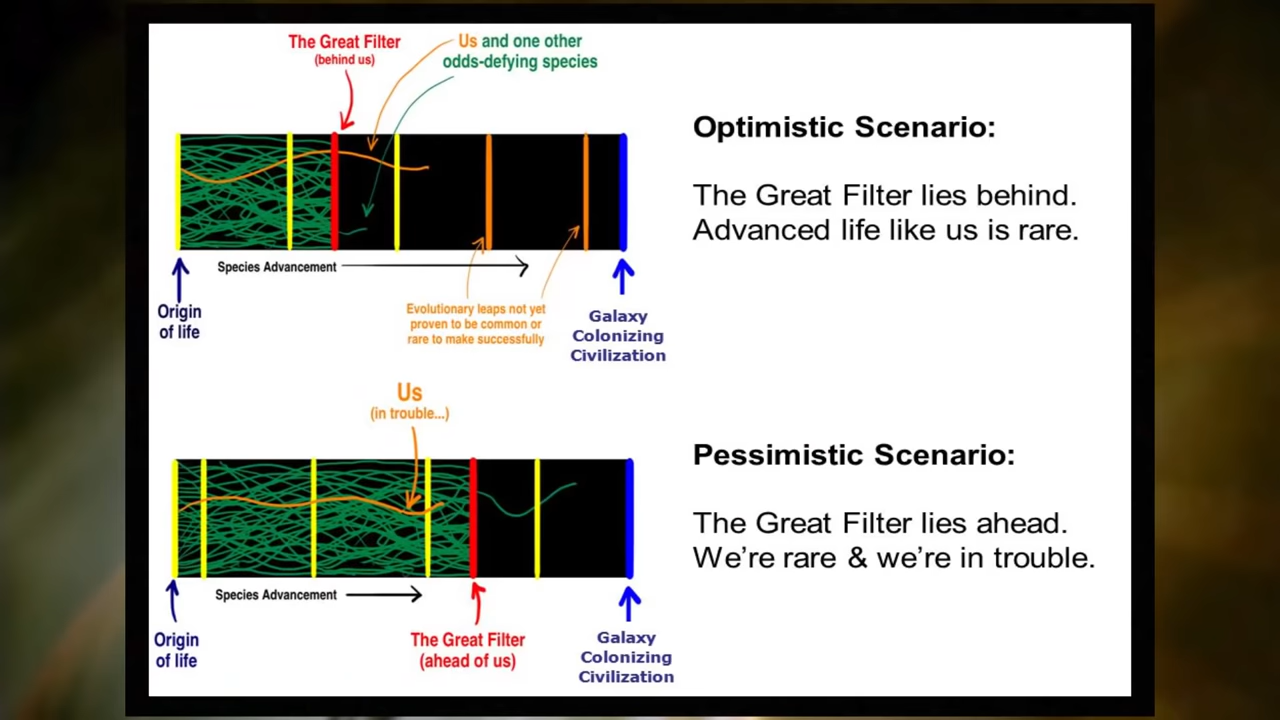 The Great Filter
(behind us)
Us and one other
odds-defying species
Optimistic Scenario:
The Great Filter lies behind.
Advanced life like us is rare.
Species Advancement
Origin
of life
Evolutionary leaps not yet
proven to be common or
rare to make successfully
Galaxy
Colonizing
Civilization
Us
(in trouble...)
Pessimistic Scenario:
The Great Filter lies ahead.
We're rare & we're in trouble.
Species Advancement
Origin
of life
The Great Filter
(ahead of us)
Galaxy
Colonizing
Civilization